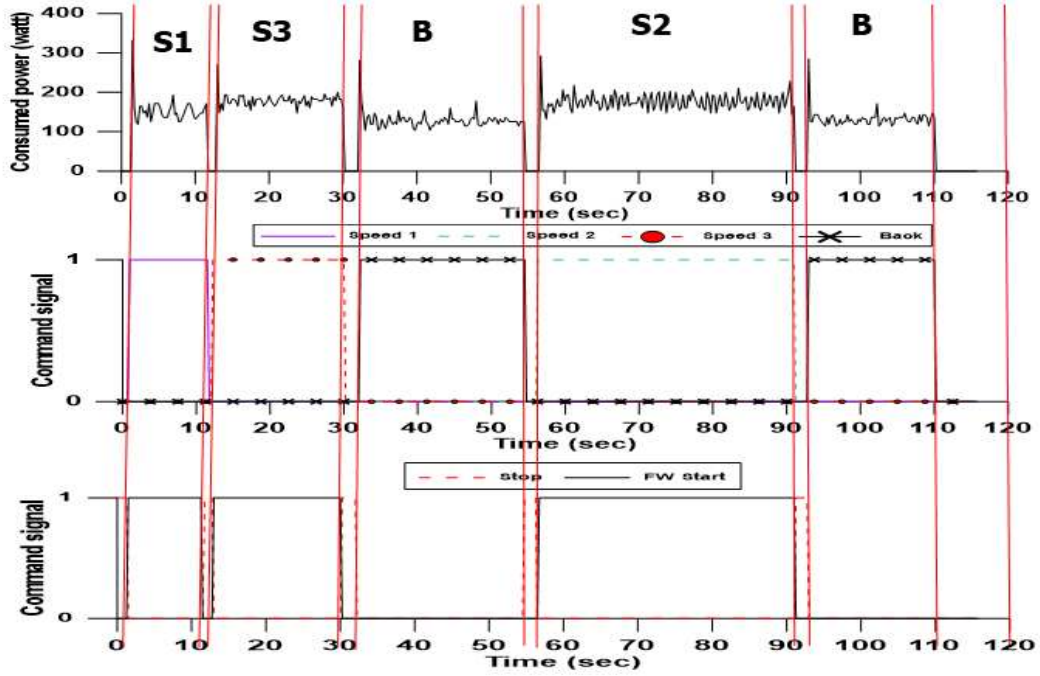 400
300
200
100
0
Consumed power (watt)
S1 S3 B S2 B
0 10 20 30 40 50 60 70 80 90 100 110 120
Time (sec)
Speed 1 Speed 2 Speed 3 Back
1
0
Command signal
0 10 20 30 40 50 60 70 80 90 100 110 120
Time (sec)
Stop FW Start
1
0
Command signal
0 10 20 30 40 50 60 70 80 90 100 110 120
Time (sec)